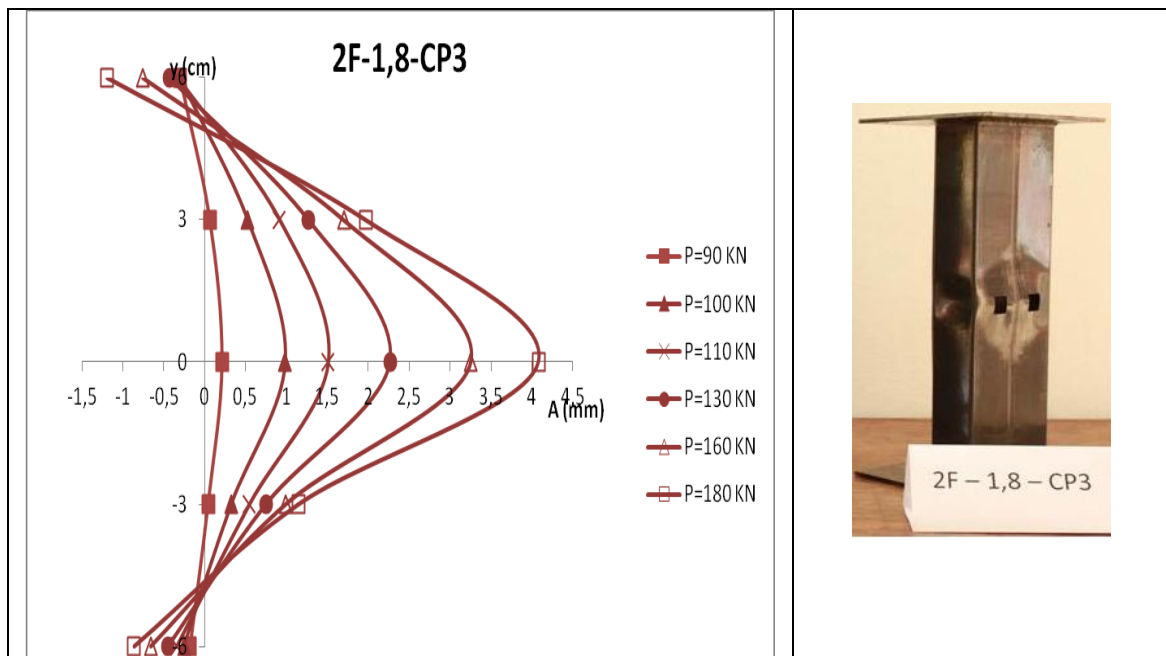 2F-1,8-CP3
y (cm)
6
3
0
-3
-6
-1,5 -1 -0,5 0 0,5 1 1,5 2 2,5 3 3,5 4 4,5
A (mm)
P=90 KN
P=100 KN
P=110 KN
P=130 KN
P=160 KN
P=180 KN
2F – 1,8 – CP3